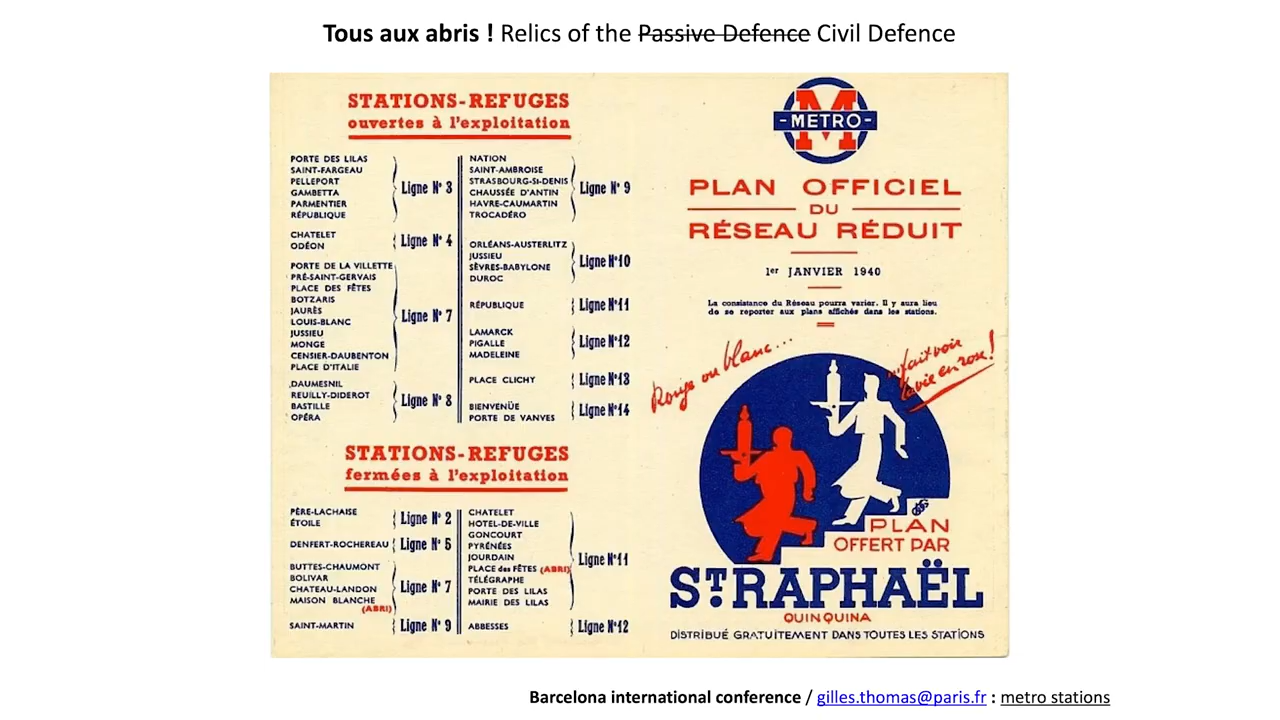 Tous aux abris ! Relics of the Passive Defence Civil Defence
STATIONS-REFUGES
ouvertes à l'exploitation
PORTE DES LILAS
SAINT-FARGEAU
PELLEPORT
GAMBETTA
PARMENTIER
RÉPUBLIQUE
Ligne N° 3
CHATELET
ODÉON
Ligne N° 4
PORTE DE LA VILLETTE
PRÉ-SAINT-GERVAIS
PLACE DES FÊTES
BOTZARIS
JAURÈS
LOUIS-BLANC
JUSSIEU
MONGE
CENSIER-DAUBENTON
PLACE D'ITALIE
Ligne N° 7
DAUMESNIL
REUILLY-DIDEROT
BASTILLE
OPÉRA
Ligne N° 8
NATION
SAINT-AMBROISE
STRASBOURG-St-DENIS
CHAUSSÉE D'ANTIN
HAVRE-CAUMARTIN
TROCADÉRO
Ligne N° 9
ORLÉANS-AUSTERLITZ
JUSSIEU
SÈVRES-BABYLONE
DUROC
Ligne N° 10
RÉPUBLIQUE
Ligne N° 11
LAMARCK
PIGALLE
MADELEINE
Ligne N° 12
PLACE CLICHY
Ligne N° 13
BIENVENÜE
PORTE DE VANVES
Ligne N° 14
STATIONS-REFUGES
fermées à l'exploitation
PÈRE-LACHAISE
ÉTOILE
Ligne N° 2
DENFERT-ROCHEREAU
Ligne N° 5
BUTTES-CHAUMONT
BOLIVAR
CHATEAU-LANDON
MAISON BLANCHE
(ABRI)
Ligne N° 7
SAINT-MARTIN
Ligne N° 9
CHATELET
HOTEL-DE-VILLE
GONCOURT
PYRÉNÉES
JOURDAIN
PLACE des FÊTES (ABRI)
TÉLÉGRAPHE
PORTE DES LILAS
MAIRIE DES LILAS
Ligne N° 11
ABBESSES
Ligne N° 12
M
-METRO-
PLAN OFFICIEL
DU
RÉSEAU RÉDUIT
1er JANVIER 1940
La consistance du Réseau pourra varier. Il y aura lieu
de se reporter aux plans affichés dans les stations.
Rouge ou blanc...
...fait voir
la vie en rose!
PLAN
OFFERT PAR
ST. RAPHAËL
QUINQUINA
DISTRIBUÉ GRATUITEMENT DANS TOUTES LES STATIONS
Barcelona international conference / gilles.thomas@paris.fr : metro stations